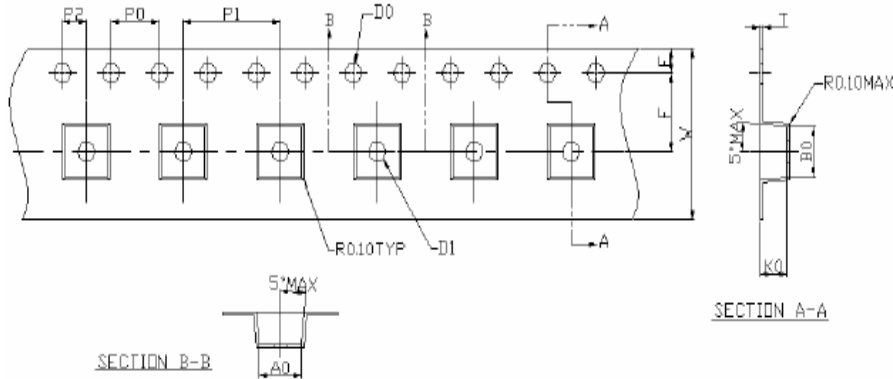 P2 P0 P1 B D0 B A T
E
R0.10MAX
F
W
5°MAX
B0
R0.10TYP D1 A
K0
5°MAX
SECTION A-A
SECTION B-B A0